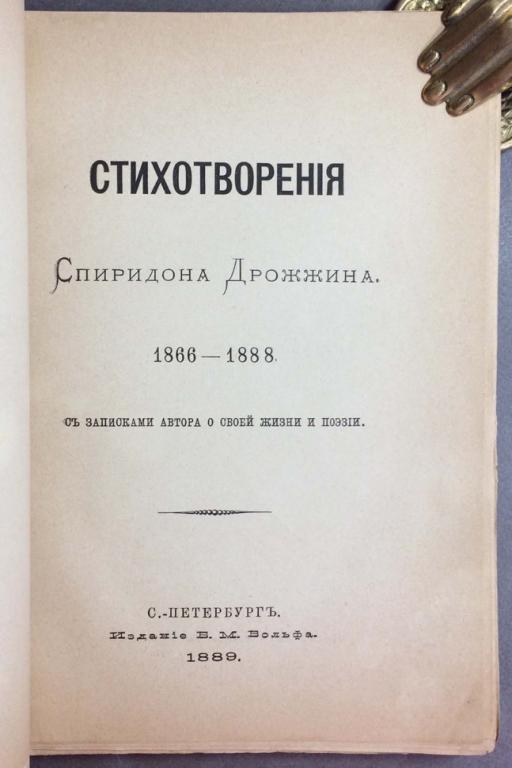 СТИХОТВОРЕНІЯ
Спиридона Дрожжина.
1866—1888.
СЪ ЗАПИСКАМИ АВТОРА О СВОЕЙ ЖИЗНИ И ПОЭЗІИ.
С.-ПЕТЕРБУРГЪ.
Изданіе Е. М. Вольфа.
1889.